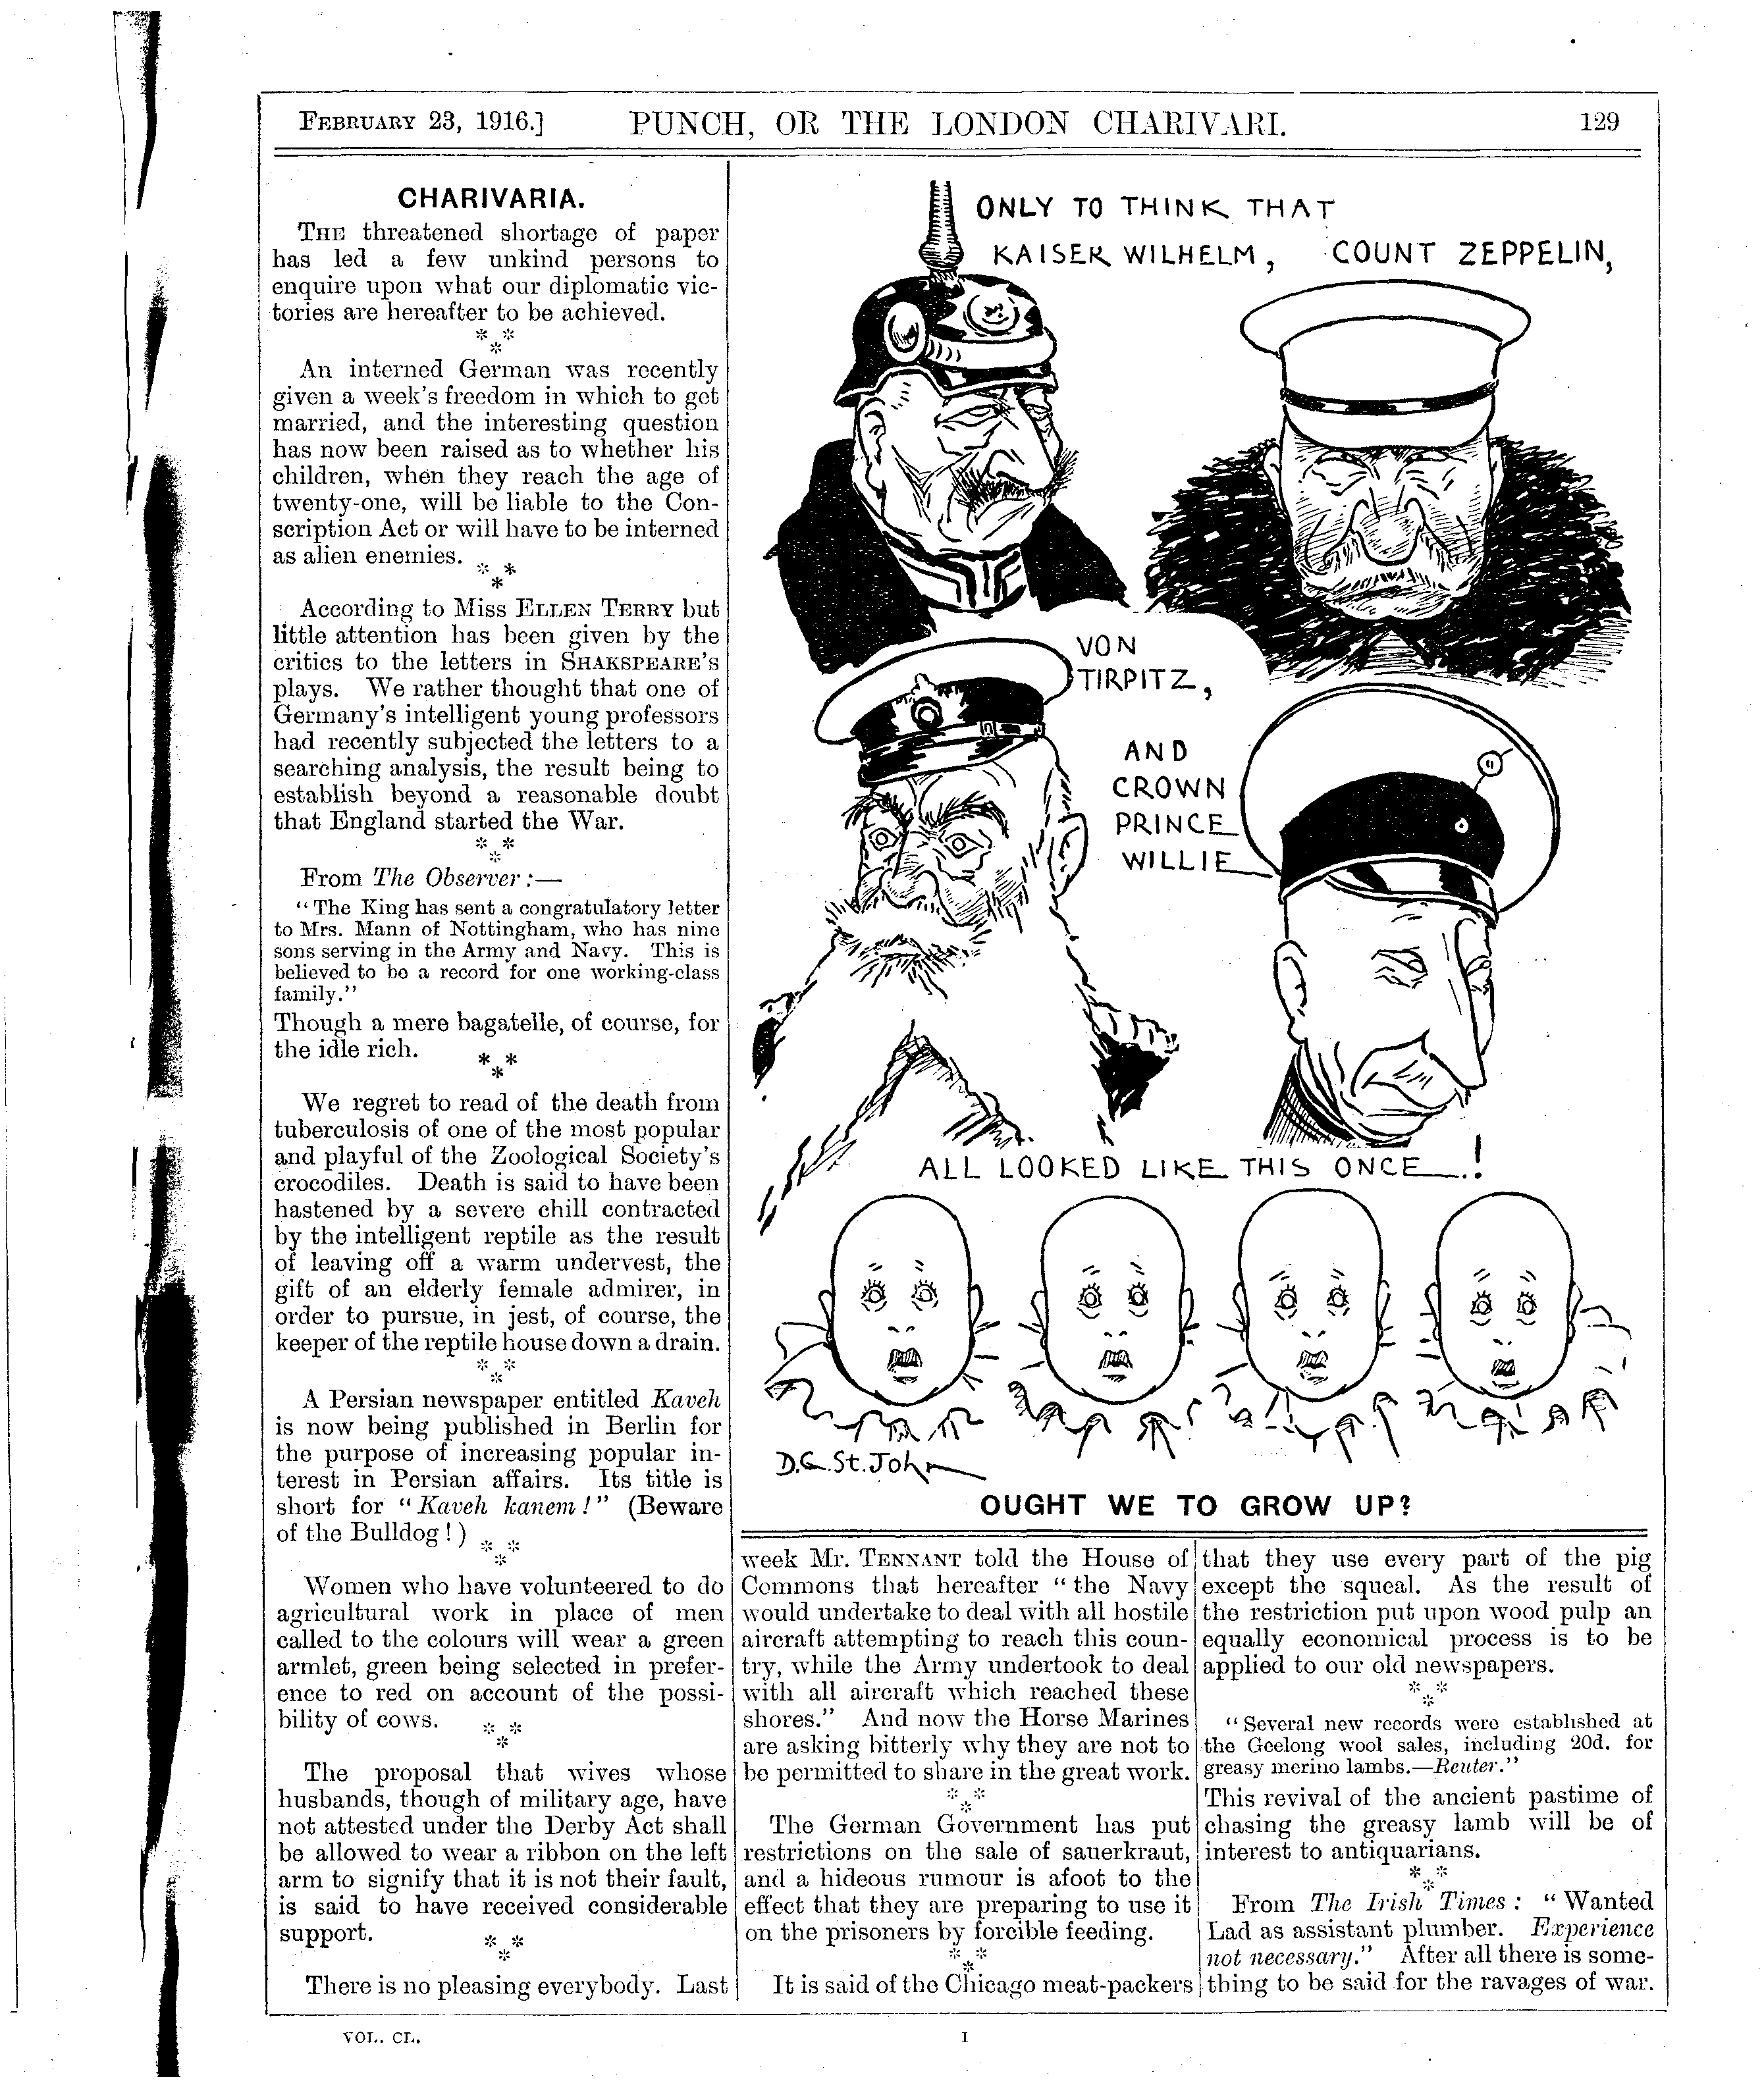 FEBRUARY 23, 1916.] PUNCH, OR THE LONDON CHARIVARI. 129
CHARIVARIA.
THE threatened shortage of paper
has led a few unkind persons to
enquire upon what our diplomatic vic-
tories are hereafter to be achieved.
* *
*
An interned German was recently
given a week's freedom in which to get
married, and the interesting question
has now been raised as to whether his
children, when they reach the age of
twenty-one, will be liable to the Con-
scription Act or will have to be interned
as alien enemies.
* *
*
According to Miss ELLEN TERRY but
little attention has been given by the
critics to the letters in SHAKSPEARE'S
plays. We rather thought that one of
Germany's intelligent young professors
had recently subjected the letters to a
searching analysis, the result being to
establish beyond a reasonable doubt
that England started the War.
* *
*
From The Observer:—
"The King has sent a congratulatory letter
to Mrs. Mann of Nottingham, who has nine
sons serving in the Army and Navy. This is
believed to be a record for one working-class
family."
Though a mere bagatelle, of course, for
the idle rich.
* *
*
We regret to read of the death from
tuberculosis of one of the most popular
and playful of the Zoological Society's
crocodiles. Death is said to have been
hastened by a severe chill contracted
by the intelligent reptile as the result
of leaving off a warm undervest, the
gift of an elderly female admirer, in
order to pursue, in jest, of course, the
keeper of the reptile house down a drain.
* *
*
A Persian newspaper entitled Kaveh
is now being published in Berlin for
the purpose of increasing popular in-
terest in Persian affairs. Its title is
short for "Kaveh kanem!" (Beware
of the Bulldog!)
* *
*
Women who have volunteered to do
agricultural work in place of men
called to the colours will wear a green
armlet, green being selected in prefer-
ence to red on account of the possi-
bility of cows.
* *
*
The proposal that wives whose
husbands, though of military age, have
not attested under the Derby Act shall
be allowed to wear a ribbon on the left
arm to signify that it is not their fault,
is said to have received considerable
support.
* *
*
There is no pleasing everybody. Last
ONLY TO THINK THAT
KAISER WILHELM, COUNT ZEPPELIN,
VON
TIRPITZ,
AND
CROWN
PRINCE
WILLIE
ALL LOOKED LIKE THIS ONCE!
D.G. St. John
OUGHT WE TO GROW UP?
week Mr. TENNANT told the House of
Commons that hereafter "the Navy
would undertake to deal with all hostile
aircraft attempting to reach this coun-
try, while the Army undertook to deal
with all aircraft which reached these
shores." And now the Horse Marines
are asking bitterly why they are not to
be permitted to share in the great work.
* *
*
The German Government has put
restrictions on the sale of sauerkraut,
and a hideous rumour is afoot to the
effect that they are preparing to use it
on the prisoners by forcible feeding.
* *
*
It is said of the Chicago meat-packers
that they use every part of the pig
except the squeal. As the result of
the restriction put upon wood pulp an
equally economical process is to be
applied to our old newspapers.
* *
*
"Several new records were established at
the Geelong wool sales, including 20d. for
greasy merino lambs.—Reuter."
This revival of the ancient pastime of
chasing the greasy lamb will be of
interest to antiquarians.
* *
*
From The Irish Times: "Wanted
Lad as assistant plumber. Experience
not necessary." After all there is some-
thing to be said for the ravages of war.
VOL. CL. I